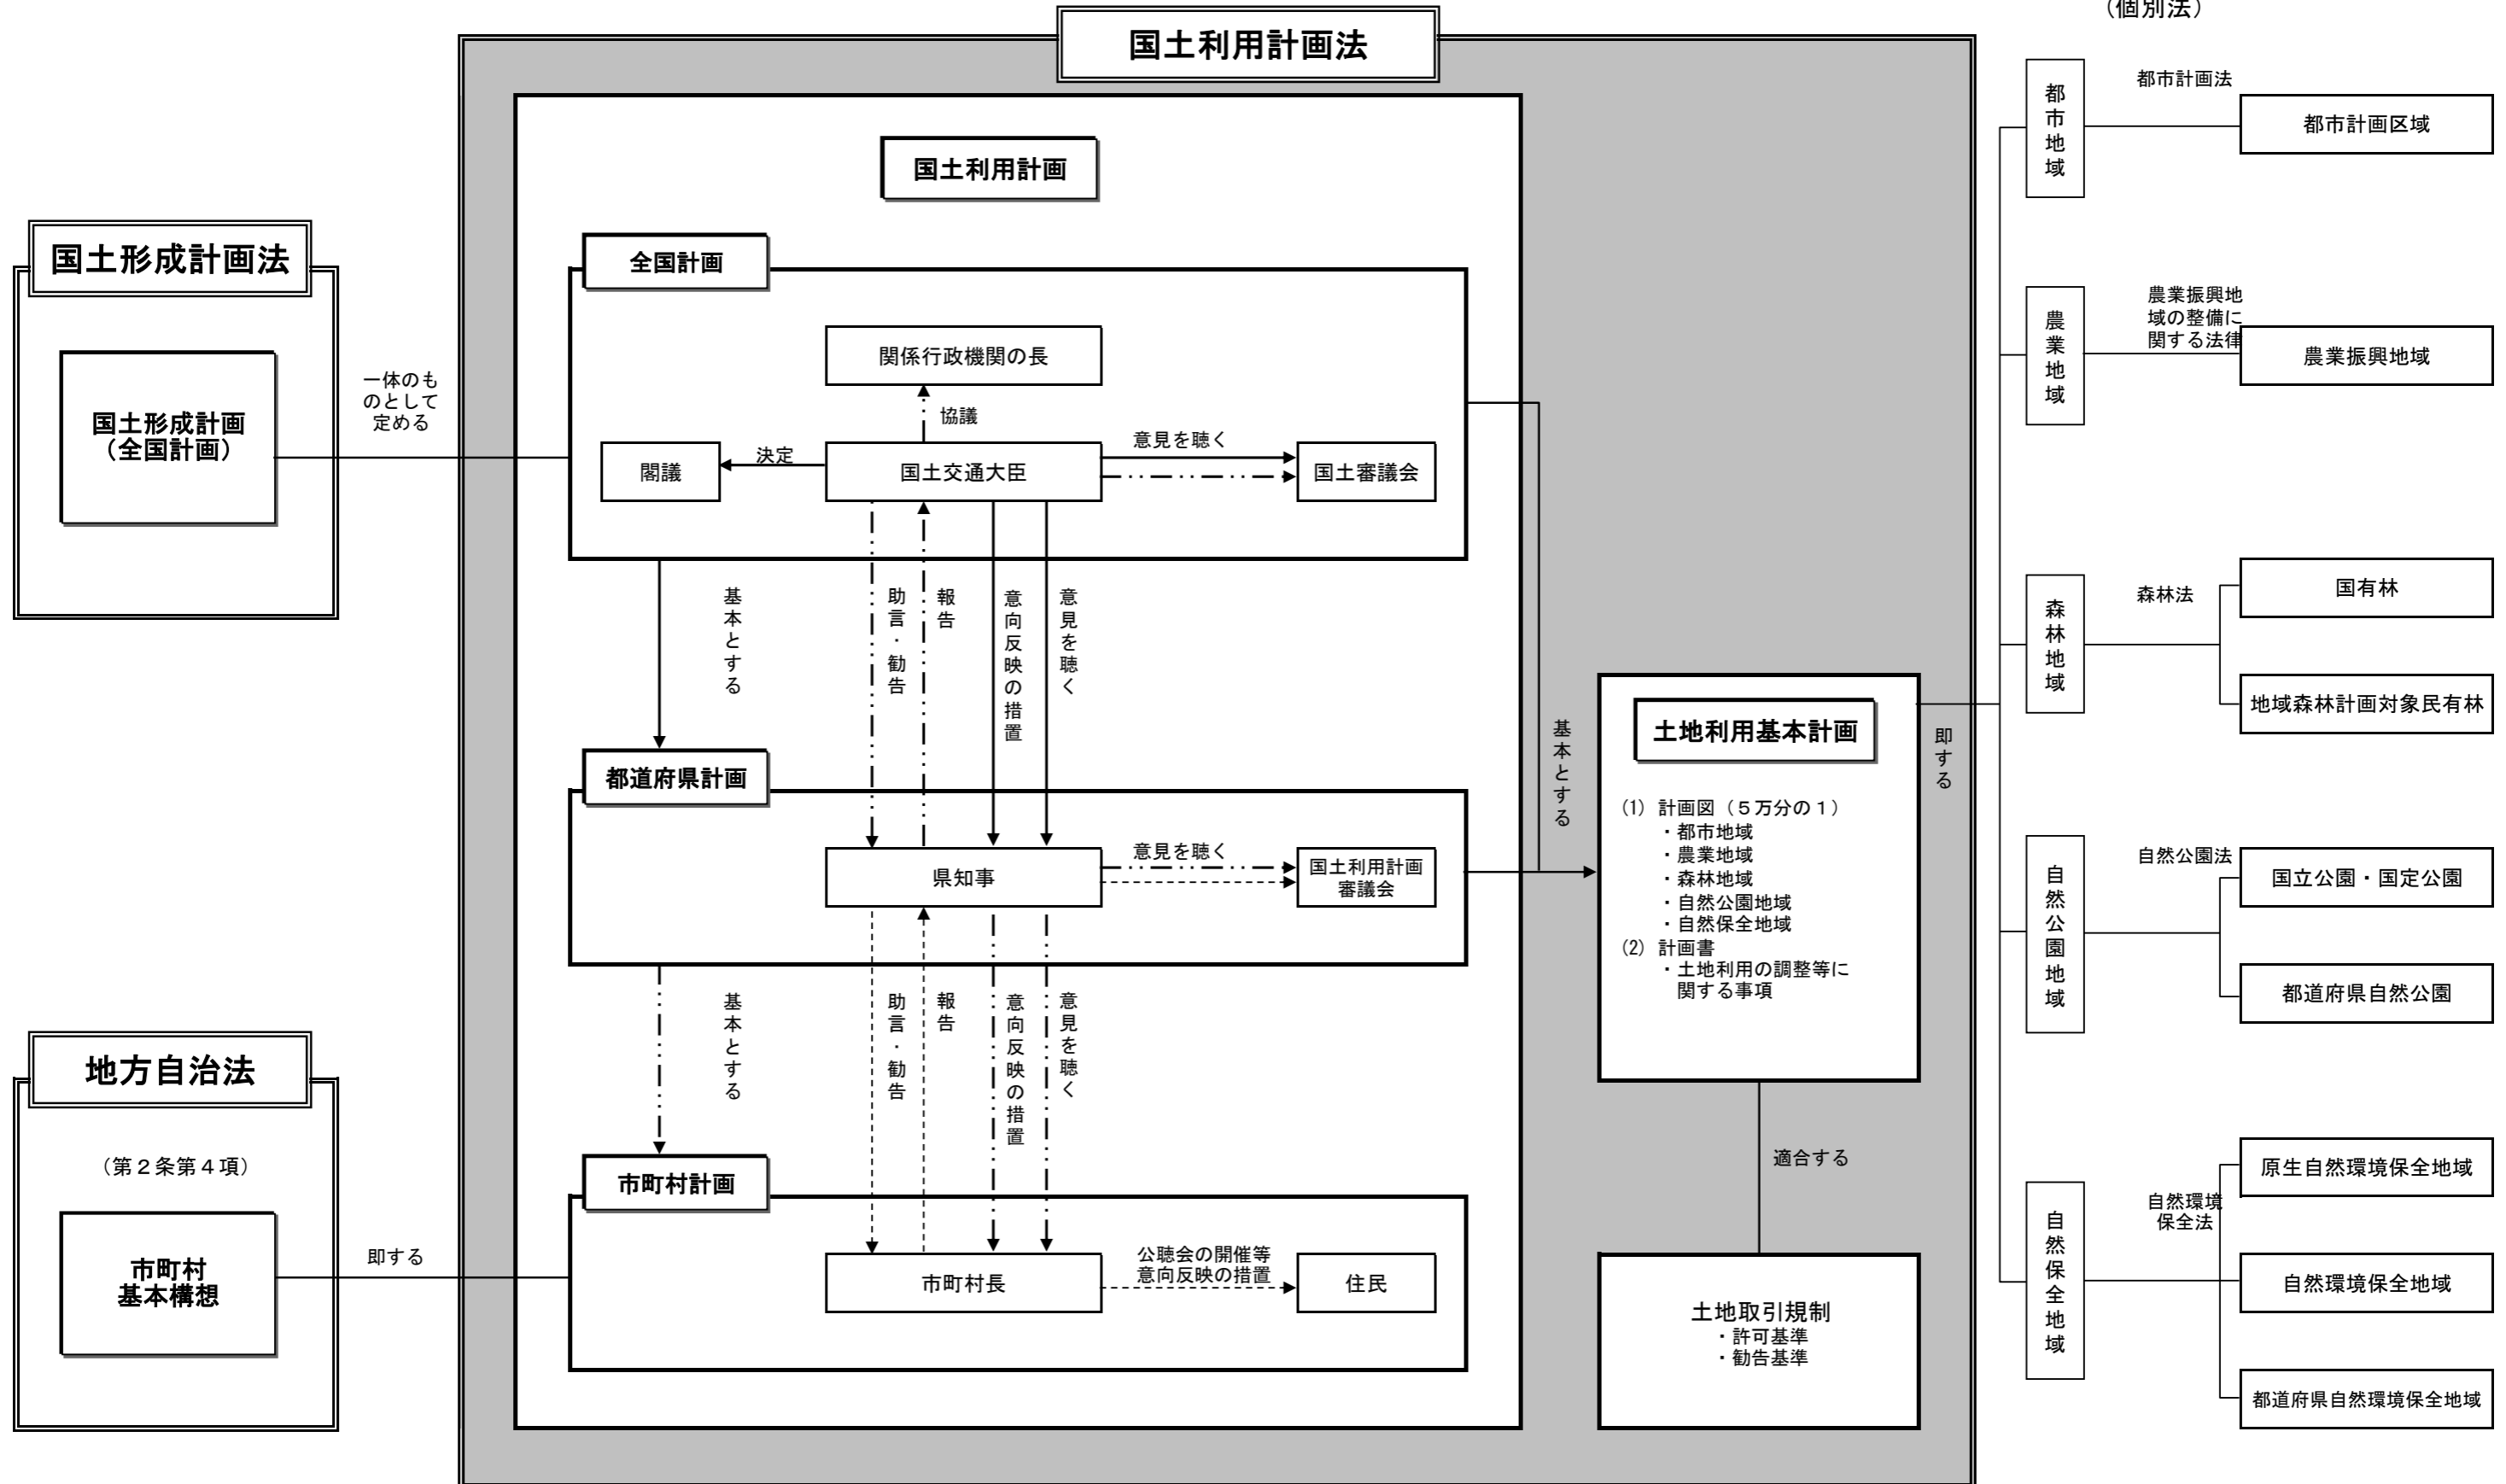 （個別法）
国土利用計画法
国土利用計画
国土形成計画法
国土形成計画
（全国計画）
一体のも
のとして
定める
全国計画
関係行政機関の長
協議
閣議
決定
国土交通大臣
意見を聴く
国土審議会
基本とする
助言・勧告
報告
意向反映の措置
意見を聴く
都道府県計画
県知事
意見を聴く
国土利用計画
審議会
基本とする
助言・勧告
報告
意向反映の措置
意見を聴く
地方自治法
（第２条第４項）
市町村
基本構想
即する
市町村計画
市町村長
公聴会の開催等
意向反映の措置
住民
基本とする
土地利用基本計画
(1) 計画図（５万分の１）
・都市地域
・農業地域
・森林地域
・自然公園地域
・自然保全地域
(2) 計画書
・土地利用の調整等に
関する事項
適合する
土地取引規制
・許可基準
・勧告基準
即する
都市地域
都市計画法
都市計画区域
農業地域
農業振興地
域の整備に
関する法律
農業振興地域
森林地域
森林法
国有林
地域森林計画対象民有林
自然公園地域
自然公園法
国立公園・国定公園
都道府県自然公園
自然保全地域
自然環境
保全法
原生自然環境保全地域
自然環境保全地域
都道府県自然環境保全地域